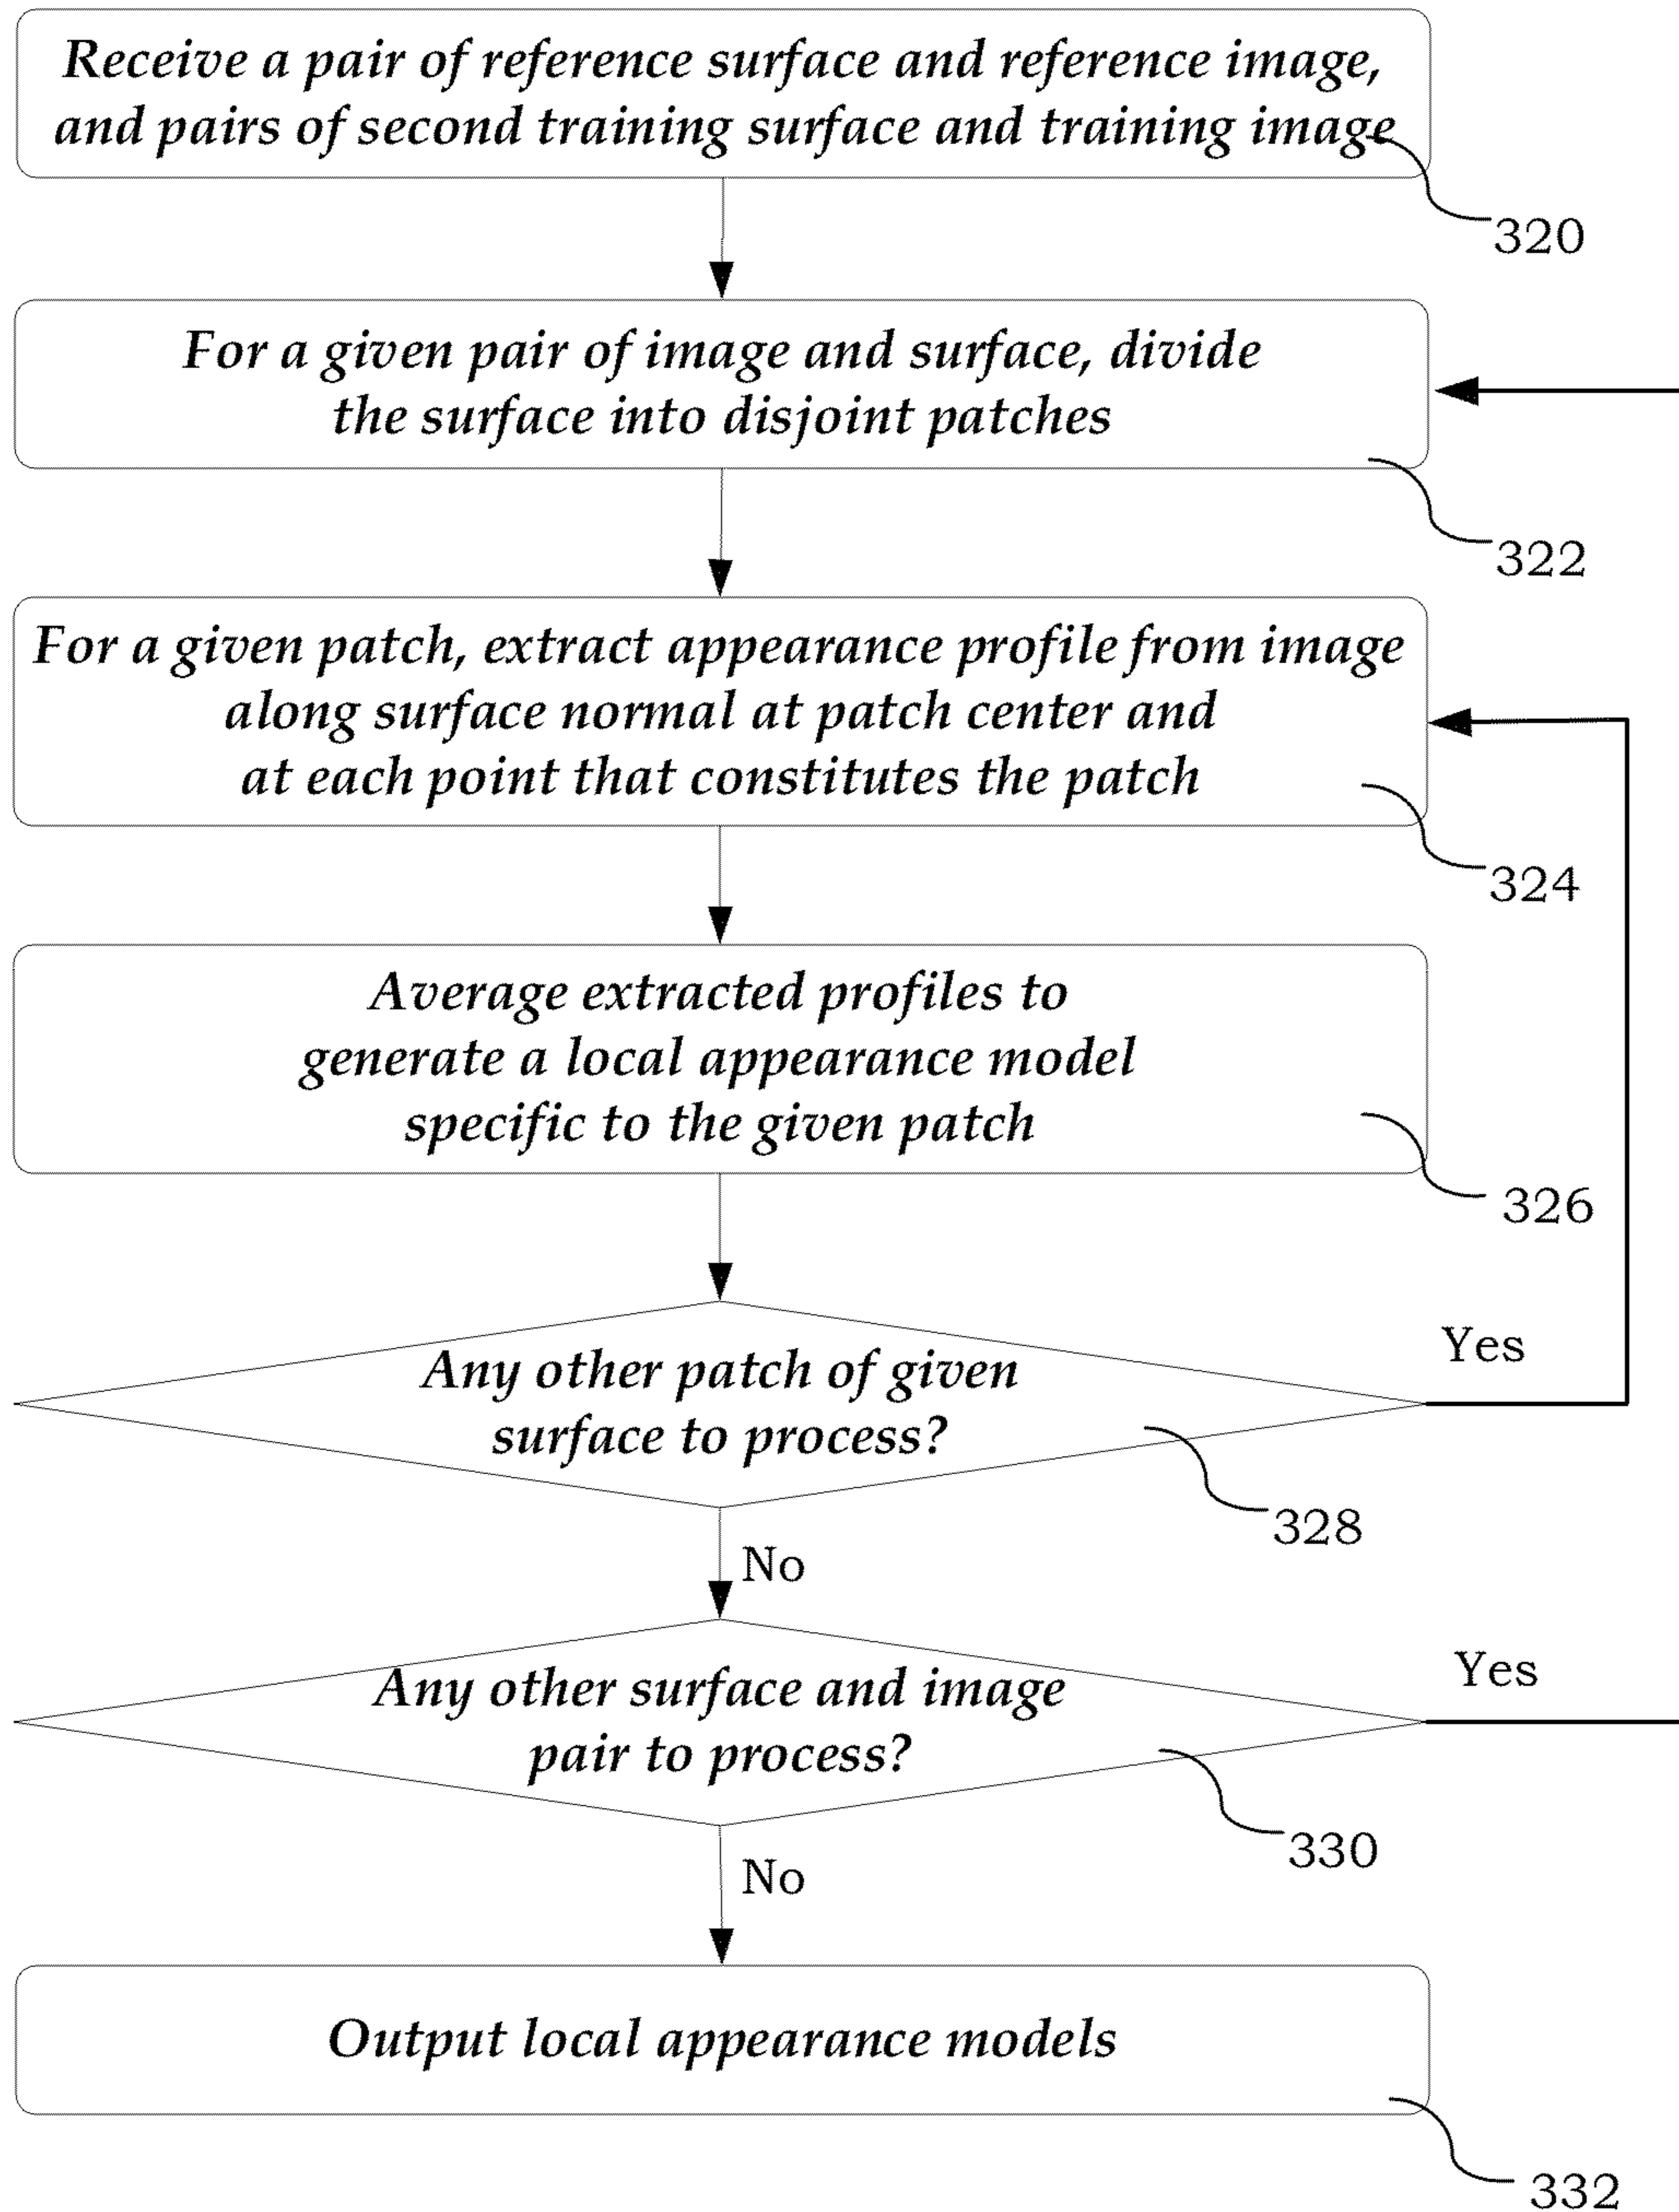 Receive a pair of reference surface and reference image,
and pairs of second training surface and training image
320
For a given pair of image and surface, divide
the surface into disjoint patches
322
For a given patch, extract appearance profile from image
along surface normal at patch center and
at each point that constitutes the patch
324
Average extracted profiles to
generate a local appearance model
specific to the given patch
326
Yes
Any other patch of given
surface to process?
328
No
Yes
Any other surface and image
pair to process?
330
No
Output local appearance models
332